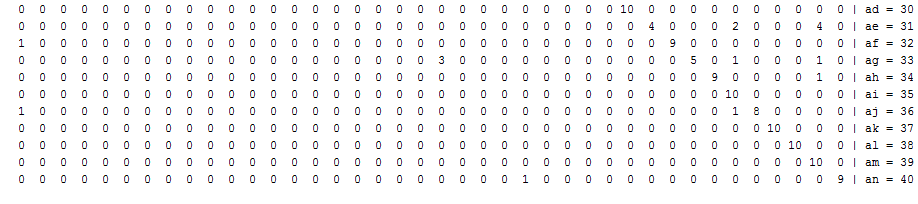 0 0 0 0 0 0 0 0 0 0 0 0 0 0 0 0 0 0 0 0 0 0 0 0 0 0 0 0 0 10 0 0 0 0 0 0 0 0 0 0 | ad = 30
0 0 0 0 0 0 0 0 0 0 0 0 0 0 0 0 0 0 0 0 0 0 0 0 0 0 0 0 0 0 4 0 0 0 2 0 0 0 4 0 | ae = 31
1 0 0 0 0 0 0 0 0 0 0 0 0 0 0 0 0 0 0 0 0 0 0 0 0 0 0 0 0 0 0 9 0 0 0 0 0 0 0 0 | af = 32
0 0 0 0 0 0 0 0 0 0 0 0 0 0 0 0 0 0 0 0 3 0 0 0 0 0 0 0 0 0 0 0 5 0 1 0 0 0 1 0 | ag = 33
0 0 0 0 0 0 0 0 0 0 0 0 0 0 0 0 0 0 0 0 0 0 0 0 0 0 0 0 0 0 0 0 0 9 0 0 0 0 1 0 | ah = 34
0 0 0 0 0 0 0 0 0 0 0 0 0 0 0 0 0 0 0 0 0 0 0 0 0 0 0 0 0 0 0 0 0 0 10 0 0 0 0 0 | ai = 35
1 0 0 0 0 0 0 0 0 0 0 0 0 0 0 0 0 0 0 0 0 0 0 0 0 0 0 0 0 0 0 0 0 0 1 8 0 0 0 0 | aj = 36
0 0 0 0 0 0 0 0 0 0 0 0 0 0 0 0 0 0 0 0 0 0 0 0 0 0 0 0 0 0 0 0 0 0 0 0 10 0 0 0 | ak = 37
0 0 0 0 0 0 0 0 0 0 0 0 0 0 0 0 0 0 0 0 0 0 0 0 0 0 0 0 0 0 0 0 0 0 0 0 0 10 0 0 | al = 38
0 0 0 0 0 0 0 0 0 0 0 0 0 0 0 0 0 0 0 0 0 0 0 0 0 0 0 0 0 0 0 0 0 0 0 0 0 0 10 0 | am = 39
0 0 0 0 0 0 0 0 0 0 0 0 0 0 0 0 0 0 0 0 0 0 0 0 1 0 0 0 0 0 0 0 0 0 0 0 0 0 0 9 | an = 40